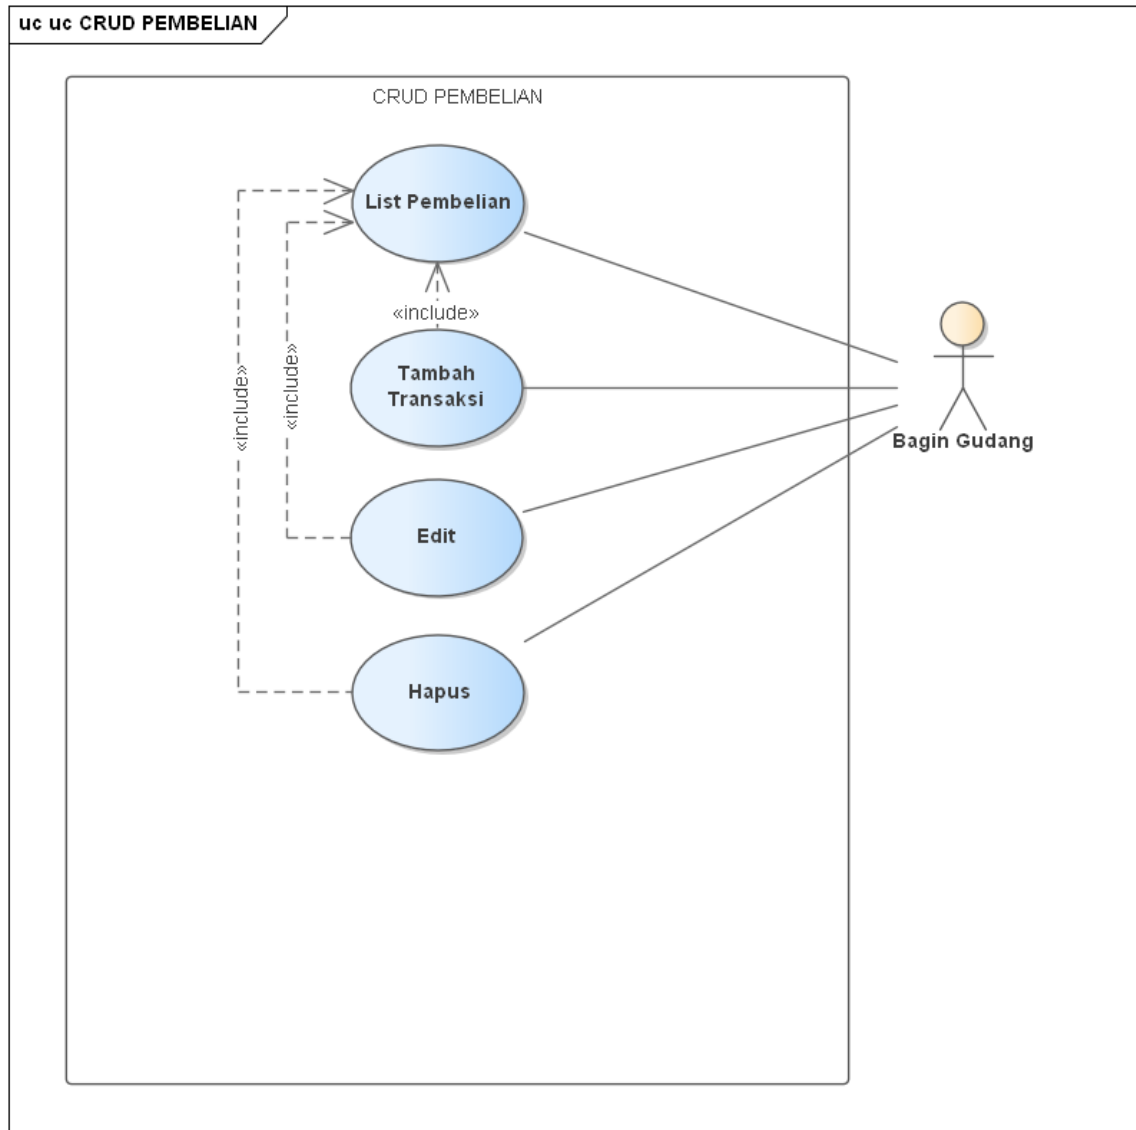 uc uc CRUD PEMBELIAN
CRUD PEMBELIAN
List Pembelian
«include»
Tambah
Transaksi
«include»
«include»
Edit
Hapus
Bagin Gudang